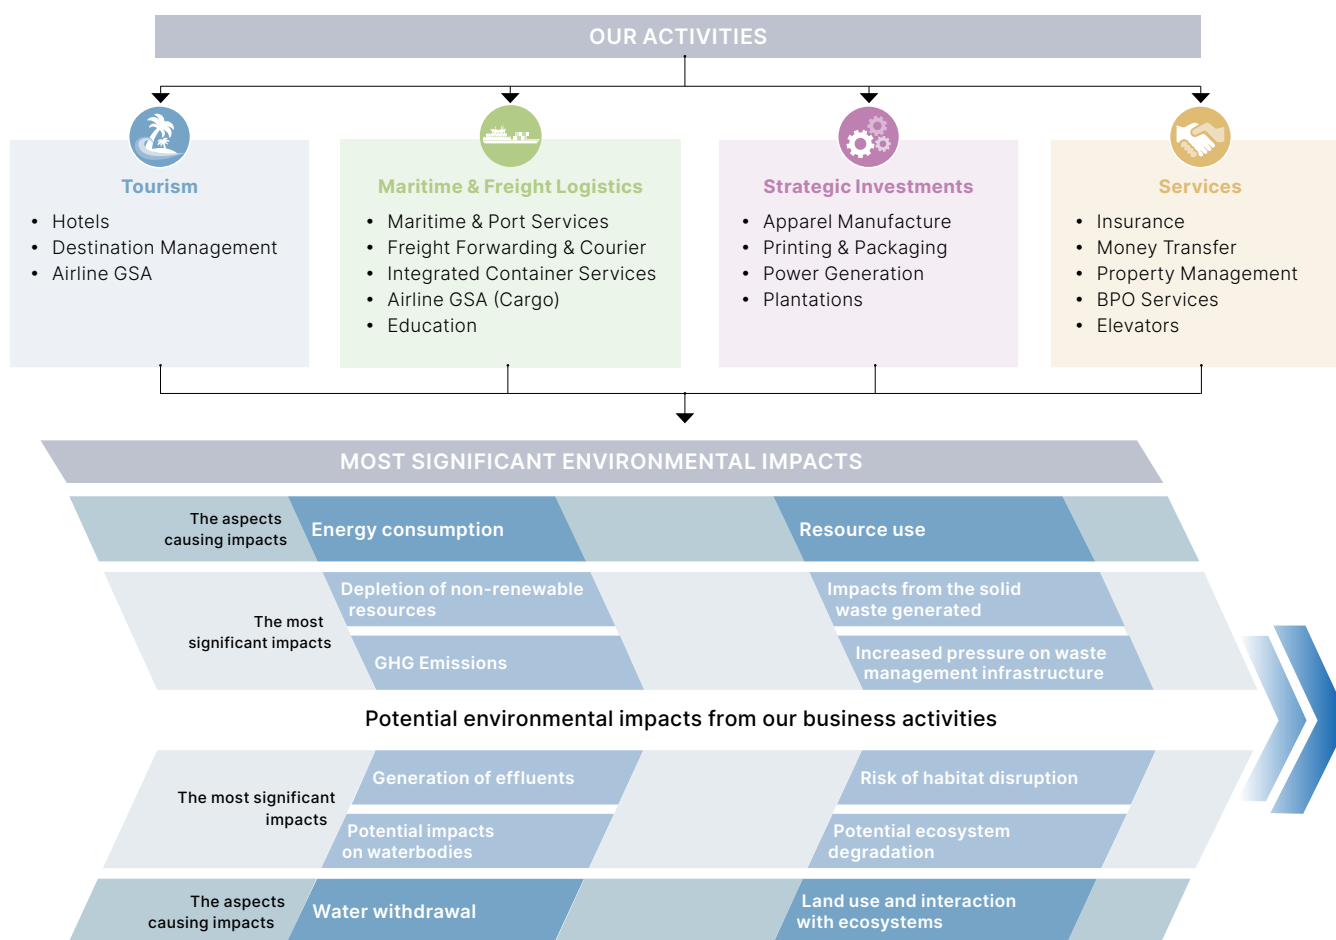 OUR ACTIVITIES
Tourism
• Hotels
• Destination Management
• Airline GSA
Maritime & Freight Logistics
• Maritime & Port Services
• Freight Forwarding & Courier
• Integrated Container Services
• Airline GSA (Cargo)
• Education
Strategic Investments
• Apparel Manufacture
• Printing & Packaging
• Power Generation
• Plantations
Services
• Insurance
• Money Transfer
• Property Management
• BPO Services
• Elevators
MOST SIGNIFICANT ENVIRONMENTAL IMPACTS
The aspects
causing impacts
Energy consumption
Resource use
The most
significant impacts
Depletion of non-renewable
resources
GHG Emissions
Impacts from the solid
waste generated
Increased pressure on waste
management infrastructure
Potential environmental impacts from our business activities
The most significant
impacts
Generation of effluents
Potential impacts
on waterbodies
Risk of habitat disruption
Potential ecosystem
degradation
The aspects
causing impacts
Water withdrawal
Land use and interaction
with ecosystems